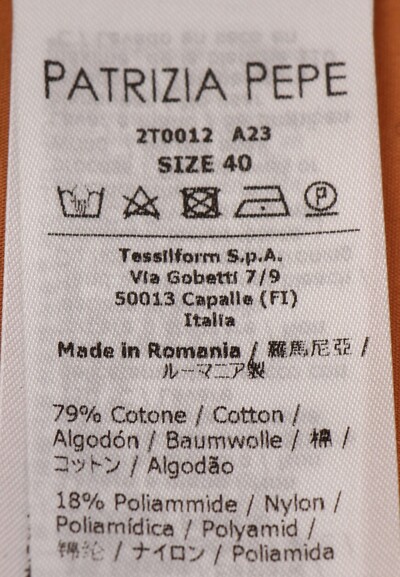 PATRIZIA PEPE
2T0012 A23
SIZE 40
P
Tessilform S.p.A.
Via Gobetti 7/9
50013 Capalle (FI)
Italia
Made in Romania / 羅馬尼亞 /
ルーマニア製
79% Cotone / Cotton /
Algodón / Baumwolle / 棉 /
コットン / Algodão
18% Poliammide / Nylon /
Poliamídica / Polyamid /
錦纶 / ナイロン / Poliamida